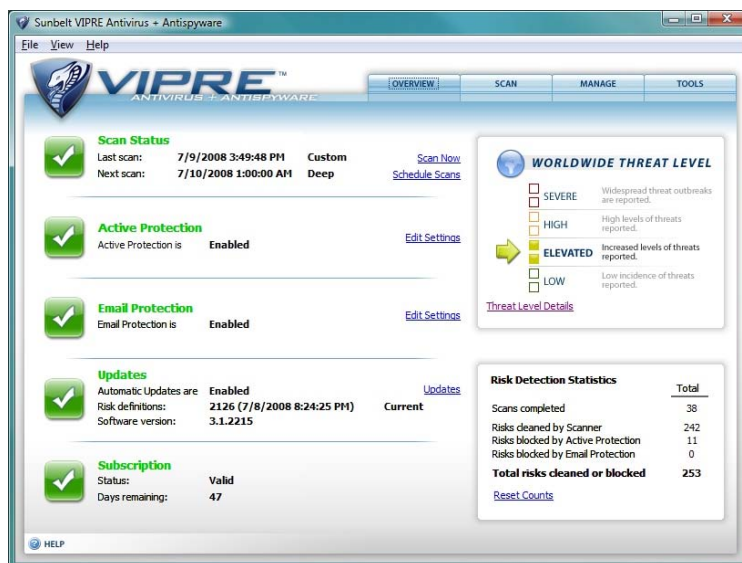 Sunbelt VIPRE Antivirus + Antispyware
File View Help
VIPRE™
ANTIVIRUS + ANTISPYWARE
OVERVIEW SCAN MANAGE TOOLS
Scan Status
Last scan: 7/9/2008 3:49:48 PM Custom Scan Now
Next scan: 7/10/2008 1:00:00 AM Deep Schedule Scans
Active Protection
Active Protection is Enabled Edit Settings
Email Protection
Email Protection is Enabled Edit Settings
Updates
Automatic Updates are Enabled Updates
Risk definitions: 2126 (7/8/2008 8:24:25 PM) Current
Software version: 3.1.2215
Subscription
Status: Valid
Days remaining: 47
WORLDWIDE THREAT LEVEL
SEVERE Widespread threat outbreaks
are reported.
HIGH High levels of threats
reported.
ELEVATED Increased levels of threats
reported.
LOW Low incidence of threats
reported.
Threat Level Details
Risk Detection Statistics Total
Scans completed 38
Risks cleaned by Scanner 242
Risks blocked by Active Protection 11
Risks blocked by Email Protection 0
Total risks cleaned or blocked 253
Reset Counts
HELP